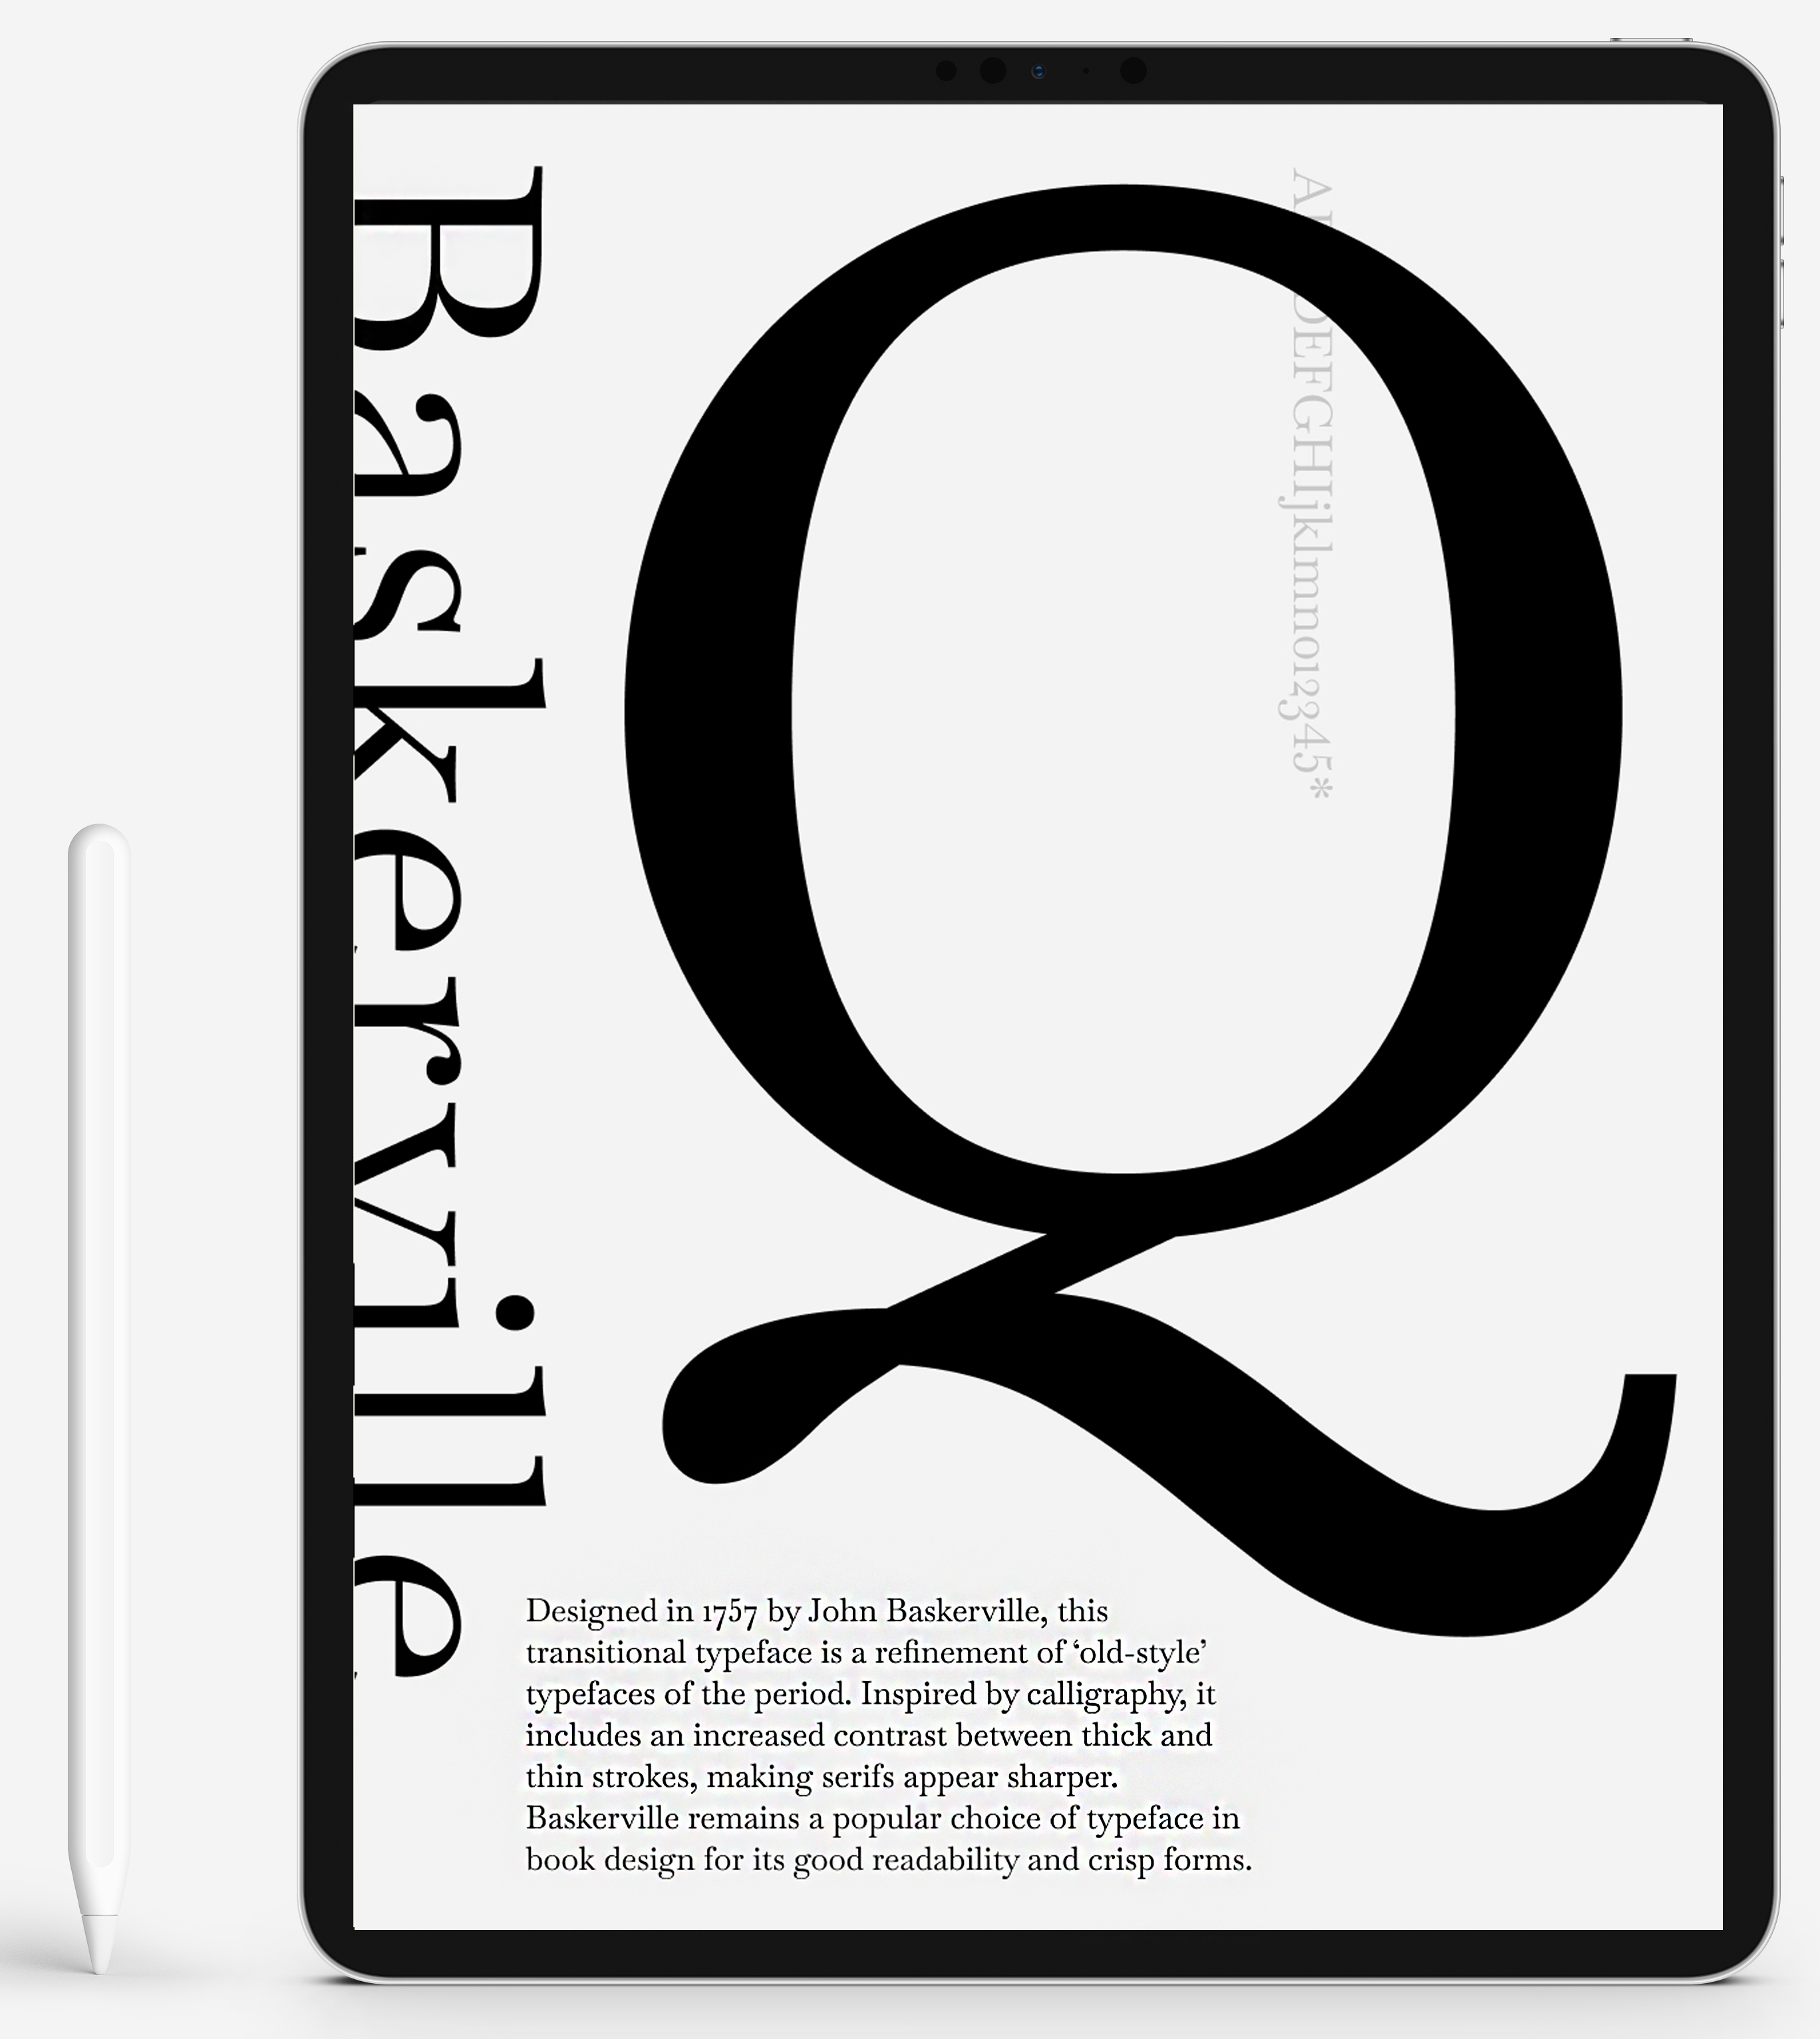 Baskerville
Q
ABCDEFGHIjklmno12345*
Designed in 1757 by John Baskerville, this
transitional typeface is a refinement of ‘old-style’
typefaces of the period. Inspired by calligraphy, it
includes an increased contrast between thick and
thin strokes, making serifs appear sharper.
Baskerville remains a popular choice of typeface in
book design for its good readability and crisp forms.